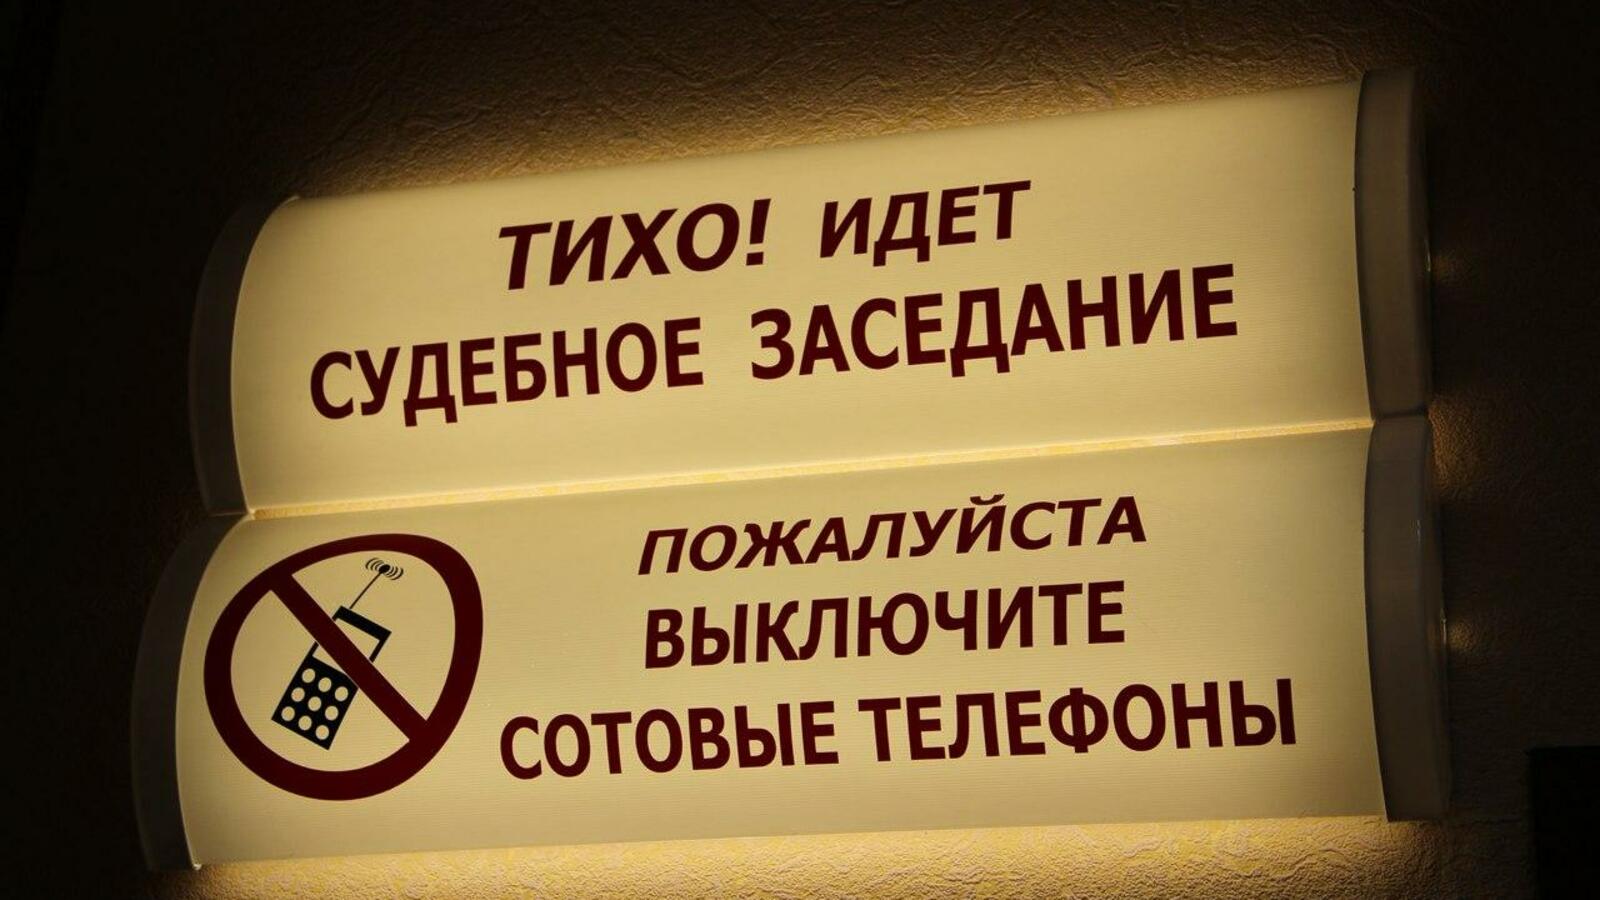 ТИХО! ИДЕТ
СУДЕБНОЕ ЗАСЕДАНИЕ
ПОЖАЛУЙСТА
ВЫКЛЮЧИТЕ
СОТОВЫЕ ТЕЛЕФОНЫ